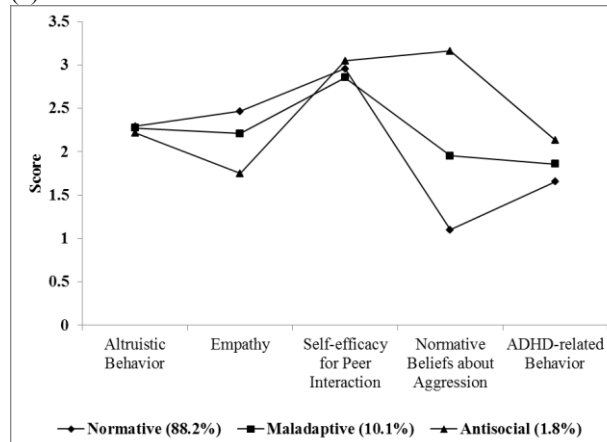 3.5
3
2.5
2
1.5
1
0.5
0
Score
Altruistic
Behavior
Empathy
Self-efficacy
for Peer
Interaction
Normative
Beliefs about
Aggression
ADHD-related
Behavior
Normative (88.2%) Maladaptive (10.1%) Antisocial (1.8%)